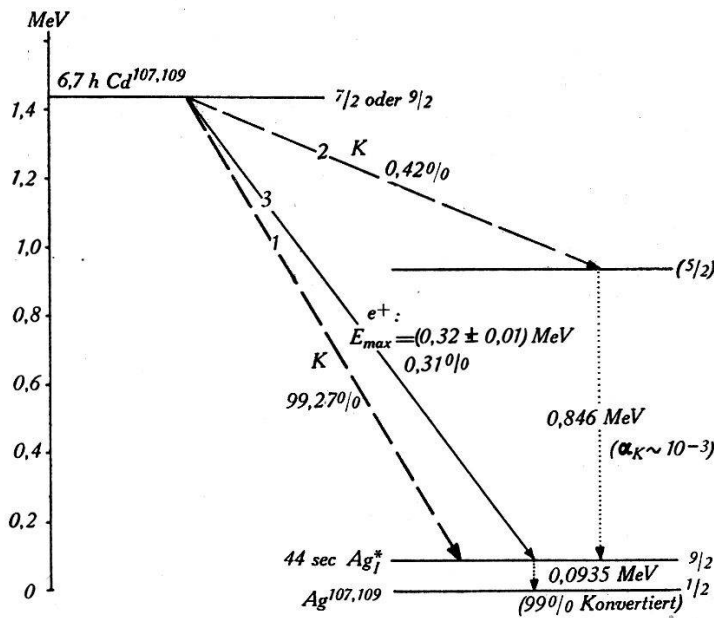 MeV
6,7 h Cd107,109
7/2 oder 9/2
1,4
2
K
0,42%
1,2
3
1
1,0
(5/2)
0,8
e+ :
Emax=(0,32 ± 0,01) MeV
K
0,31%
0,6
99,27%
0,846 MeV
0,4
(αK~ 10-3)
0,2
44 sec Ag*I
9/2
0,0935 MeV
0
Ag107,109
1/2
(99% Konvertiert)